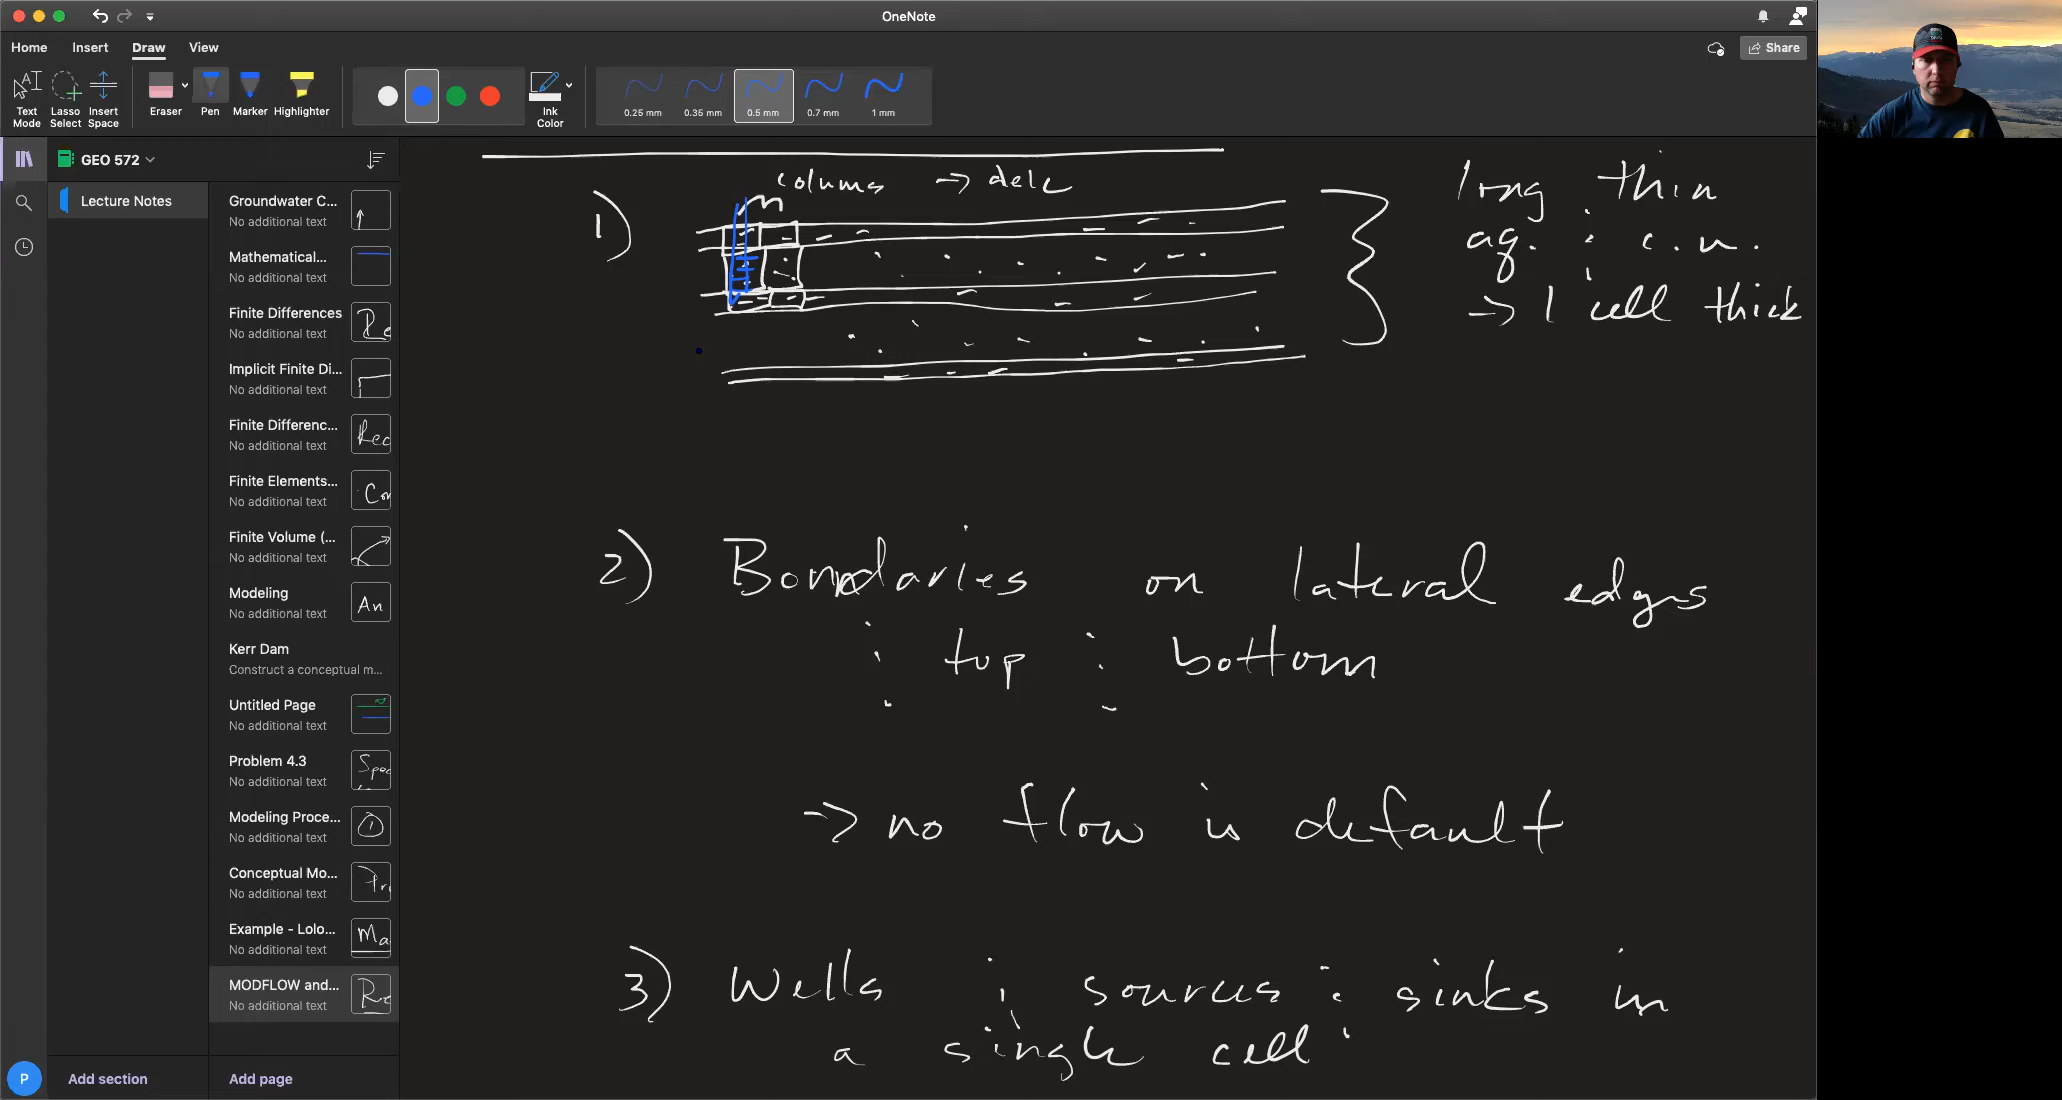 OneNote
Home Insert Draw View
Share
Text Mode
Lasso Select
Insert Space
Eraser
Pen
Marker
Highlighter
Ink Color
0.25 mm
0.35 mm
0.5 mm
0.7 mm
1 mm
GEO 572
Lecture Notes
Groundwater C...
No additional text
Mathematical...
No additional text
Finite Differences
No additional text
Implicit Finite Di...
No additional text
Finite Differenc...
No additional text
Finite Elements...
No additional text
Finite Volume (...
No additional text
Modeling
No additional text
An
Kerr Dam
Construct a conceptual m...
Untitled Page
No additional text
Problem 4.3
No additional text
Modeling Proce...
No additional text
Conceptual Mo...
No additional text
Example - Lolo...
No additional text
Ma
MODFLOW and...
No additional text
P
Add section
Add page
1)
colums → delc
long thin
aq. : c.u.
→ 1 cell thick
2) Bondaries on lateral edges
: top : bottom
→ no flow is default
3) Wells ; sources : sinks in
a single cell